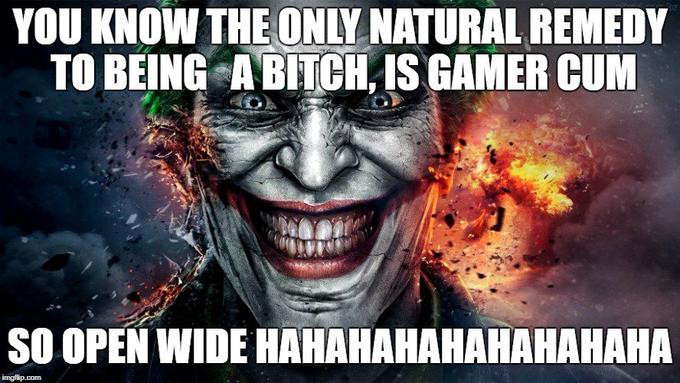 YOU KNOW THE ONLY NATURAL REMEDY
TO BEING A BITCH, IS GAMER CUM
SO OPEN WIDE HAHAHAHAHAHAHAHAHA
imgflip.com